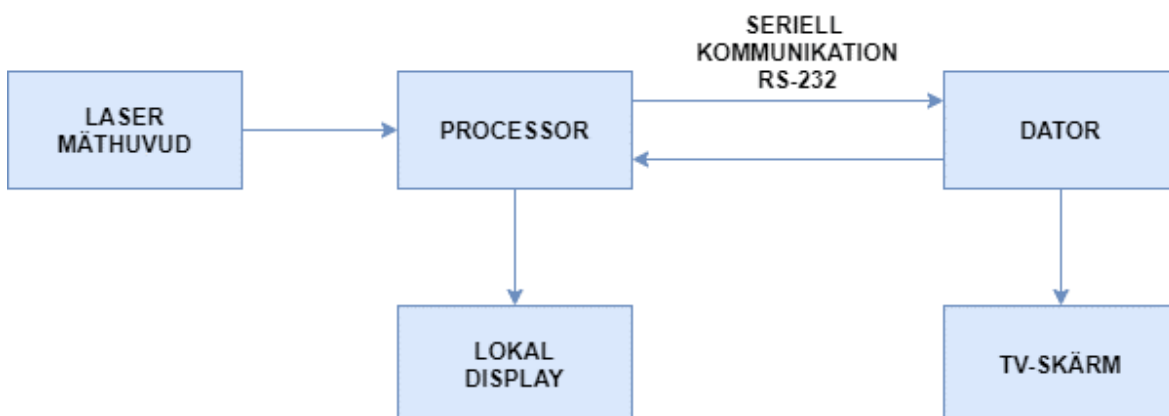 SERIELL
KOMMUNIKATION
RS-232
LASER
MÄTHUVUD
PROCESSOR
DATOR
LOKAL
DISPLAY
TV-SKÄRM